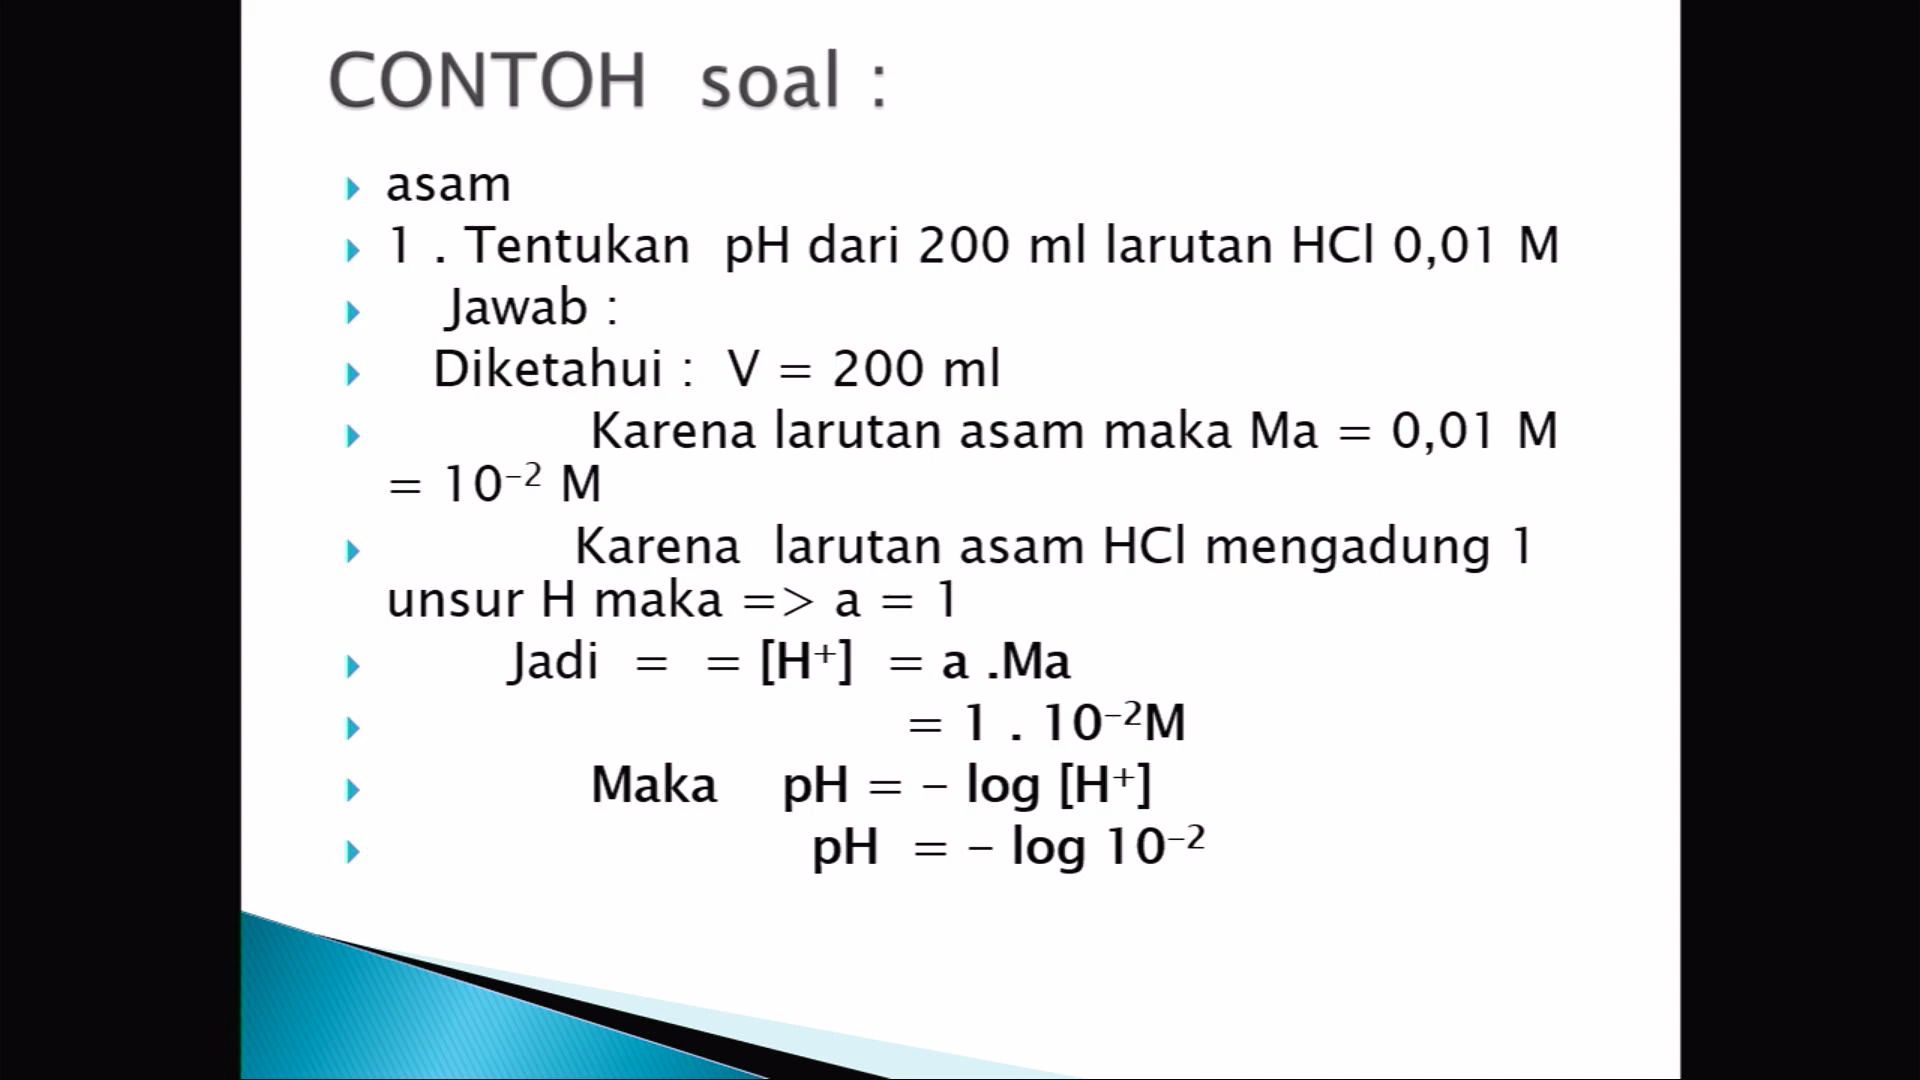 CONTOH soal :
asam
1 . Tentukan pH dari 200 ml larutan HCl 0,01 M
Jawab :
Diketahui : V = 200 ml
Karena larutan asam maka Ma = 0,01 M
= 10⁻² M
Karena larutan asam HCl mengadung 1
unsur H maka => a = 1
Jadi = = [H⁺] = a .Ma
= 1 . 10⁻²M
Maka pH = – log [H⁺]
pH = – log 10⁻²